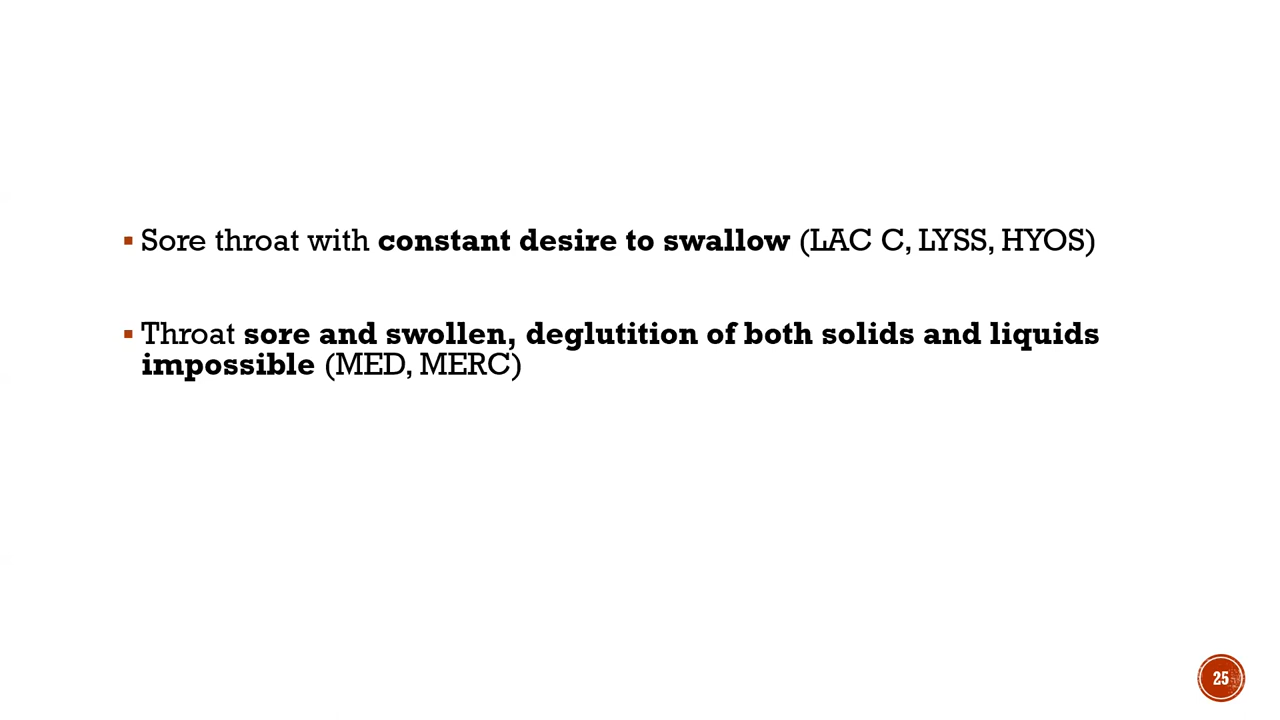 ▪ Sore throat with constant desire to swallow (LAC C, LYSS, HYOS)
▪ Throat sore and swollen, deglutition of both solids and liquids
impossible (MED, MERC)
25